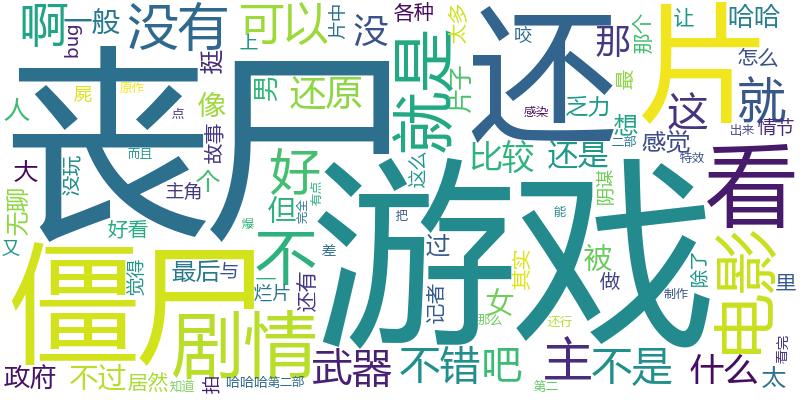 啊
bug
一般
没有
可以
没
片中
上
各种
太多
咬
那
那个
让
哈哈
丧尸
还
片
就是
片子
怎么
人
屍
原作
点
像
挺
男
还原
感染
乏力
最
想
这
就
而且
没玩
故事
个
好
这么
比较
还是
二部
感觉
出来
情节
特效
大
主角
但
完全
有点
阴谋
看
无聊
好看
游戏
又
僵尸
觉得
最后
与
不
爆
差
把
过
能
其实
被
除了
电影
一
烂片
还有
记者
女
做
制作
里
剧情
那么
还行
看完
政府
不过
居然
知道
拍
哈哈哈
第二部
武器
不错
吧
主
第二
不是
什么
太